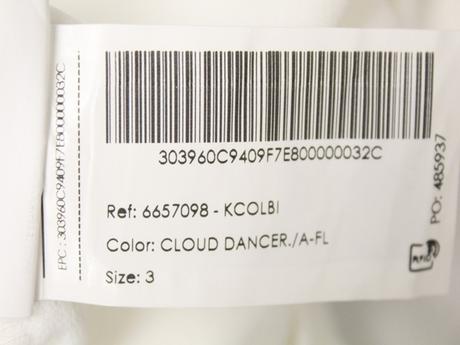 303960C9409F7E800000032C
Ref: 6657098 - KCOLBI
Color: CLOUD DANCER./A-FL
Size: 3
EPC : 303960C9409F7E800000032C
PO: 485937